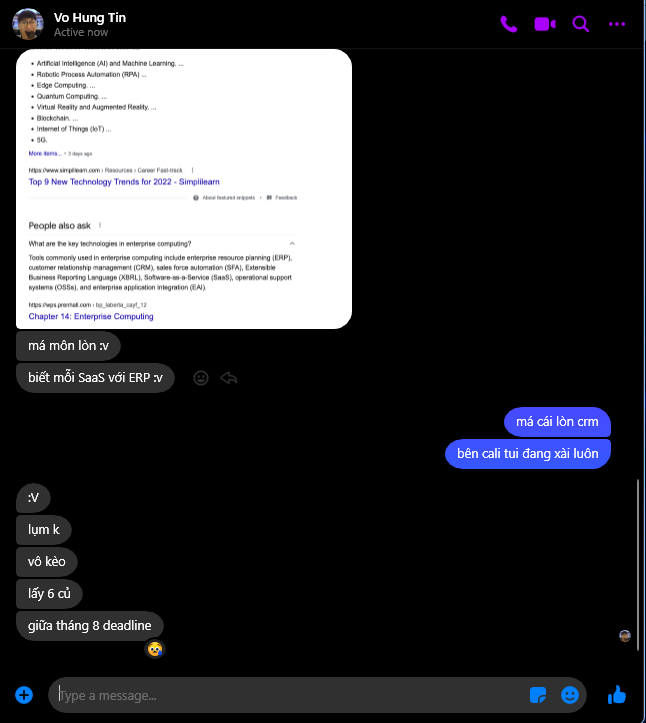 Vo Hung Tin
Active now
• Artificial Intelligence (AI) and Machine Learning. ...
• Robotic Process Automation (RPA) ...
• Edge Computing. ...
• Quantum Computing. ...
• Virtual Reality and Augmented Reality. ...
• Blockchain. ...
• Internet of Things (IoT) ...
• 5G.
More items... • 3 days ago
https://www.simplilearn.com › Resources › Career Fast-track
Top 9 New Technology Trends for 2022 - Simplilearn
About featured snippets • Feedback
People also ask
What are the key technologies in enterprise computing?
Tools commonly used in enterprise computing include enterprise resource planning (ERP),
customer relationship management (CRM), sales force automation (SFA), Extensible
Business Reporting Language (XBRL), Software-as-a-Service (SaaS), operational support
systems (OSSs), and enterprise application integration (EAI).
https://wps.prenhall.com › bp_laberta_cayf_12
Chapter 14: Enterprise Computing
má môn lòn :v
biết mỗi SaaS với ERP :v
má cái lòn crm
bên cali tui đang xài luôn
:V
lụm k
vô kèo
lấy 6 củ
giữa tháng 8 deadline
Type a message...